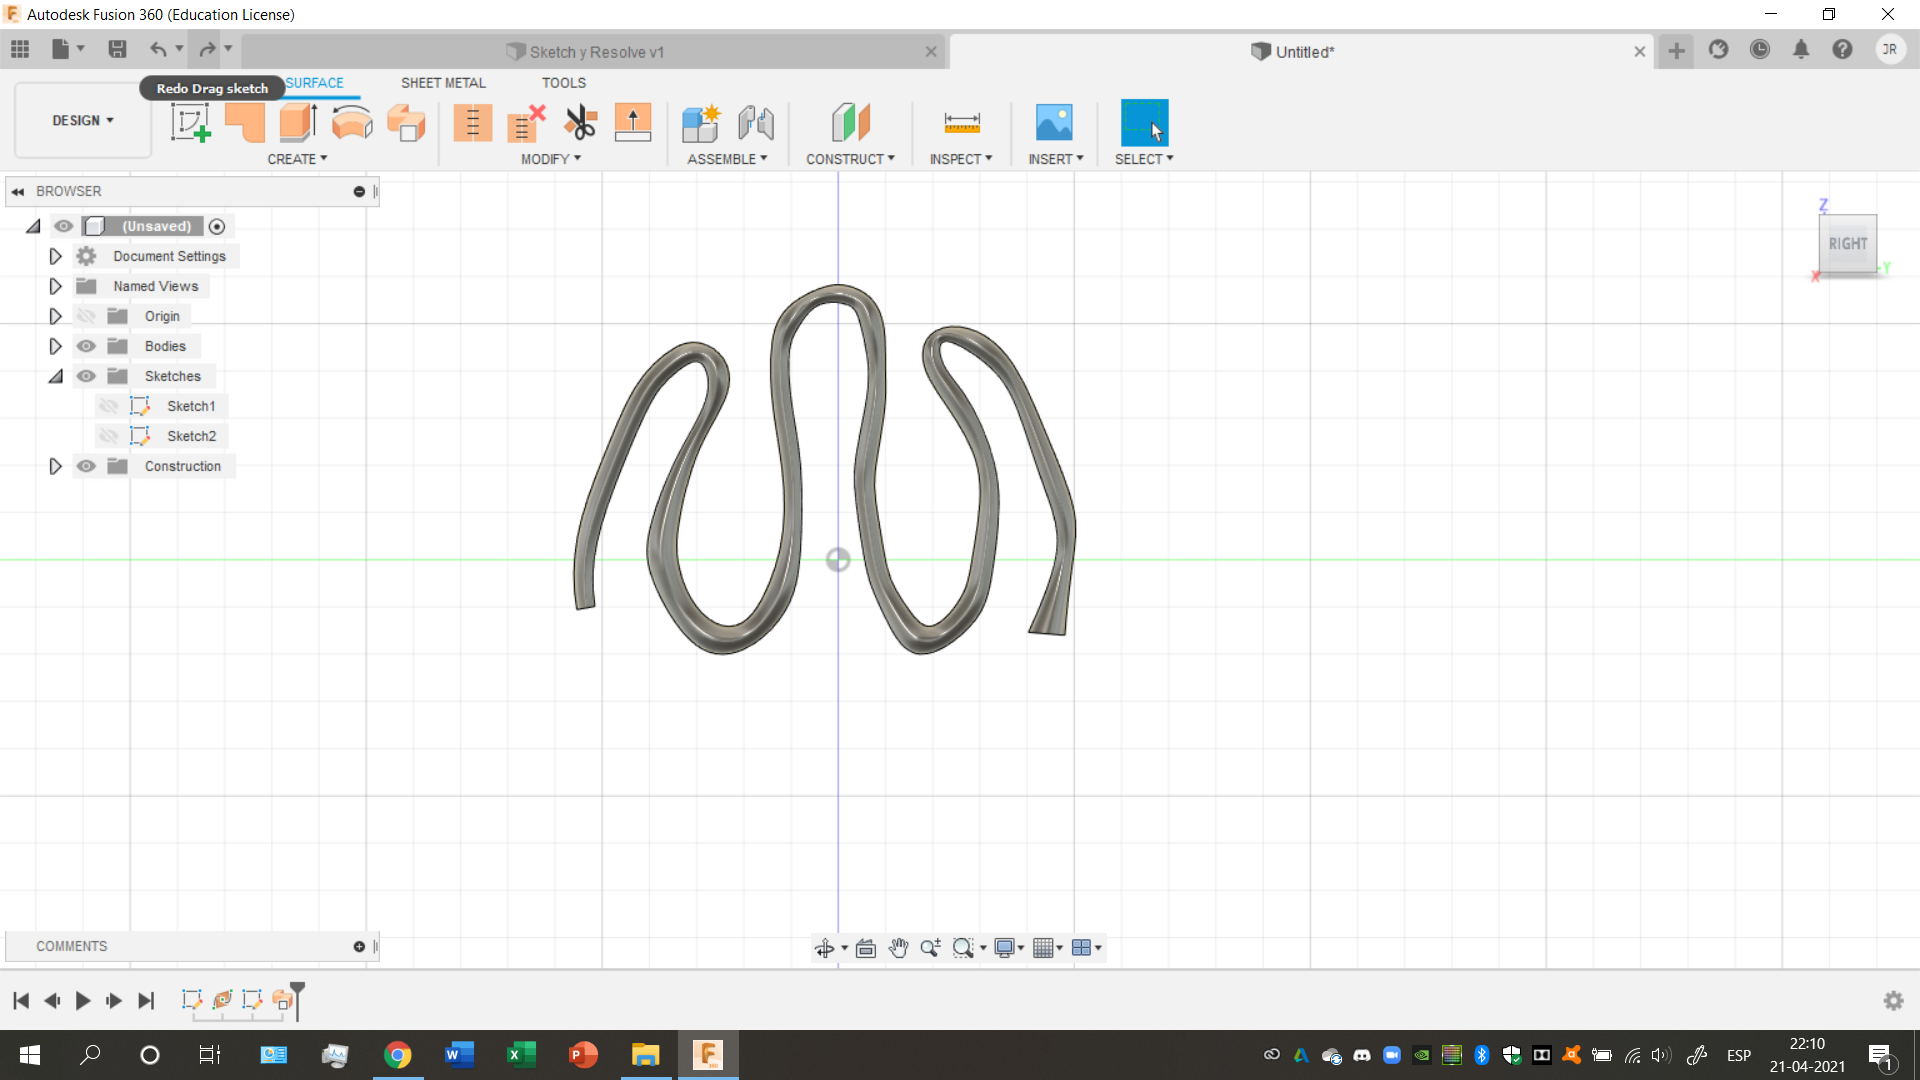 Autodesk Fusion 360 (Education License)
Sketch y Resolve v1
Untitled*
JR
Redo Drag sketch
SURFACE
SHEET METAL
TOOLS
DESIGN
CREATE
MODIFY
ASSEMBLE
CONSTRUCT
INSPECT
INSERT
SELECT
BROWSER
(Unsaved)
Document Settings
Named Views
Origin
Bodies
Sketches
Sketch1
Sketch2
Construction
Z
RIGHT
X
Y
COMMENTS
ESP
22:10
21-04-2021
1